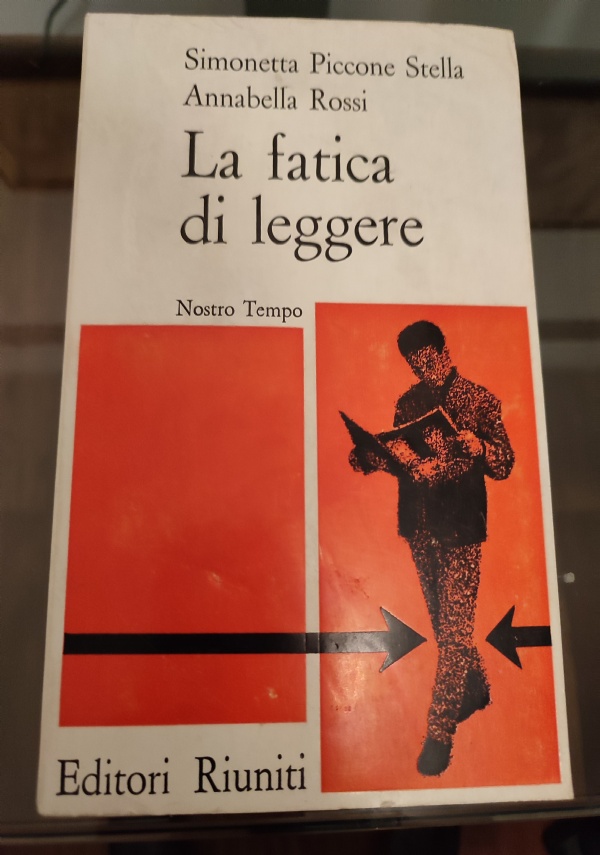 Simonetta Piccone Stella
Annabella Rossi
La fatica
di leggere
Nostro Tempo
Editori Riuniti